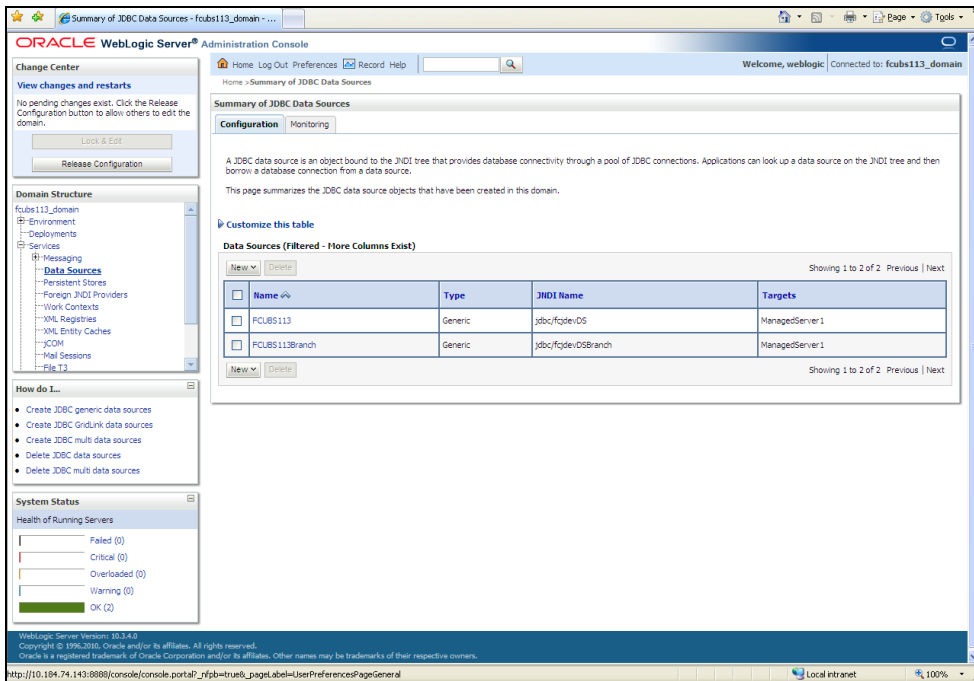 Summary of JDBC Data Sources - fcubs113_domain - ...
Page
Tools
ORACLE WebLogic Server® Administration Console
Change Center
View changes and restarts
No pending changes exist. Click the Release
Configuration button to allow others to edit the
domain.
Lock & Edit
Release Configuration
Domain Structure
fcubs113_domain
Environment
Deployments
Services
Messaging
Data Sources
Persistent Stores
Foreign JNDI Providers
Work Contexts
XML Registries
XML Entity Caches
jCOM
Mail Sessions
File T3
How do I...
Create JDBC generic data sources
Create JDBC GridLink data sources
Create JDBC multi data sources
Delete JDBC data sources
Delete JDBC multi data sources
System Status
Health of Running Servers
Failed (0)
Critical (0)
Overloaded (0)
Warning (0)
OK (2)
Home Log Out Preferences Record Help
Welcome, weblogic Connected to: fcubs113_domain
Home >Summary of JDBC Data Sources
Summary of JDBC Data Sources
Configuration Monitoring
A JDBC data source is an object bound to the JNDI tree that provides database connectivity through a pool of JDBC connections. Applications can look up a data source on the JNDI tree and then
borrow a database connection from a data source.
This page summarizes the JDBC data source objects that have been created in this domain.
Customize this table
Data Sources (Filtered - More Columns Exist)
New Delete Showing 1 to 2 of 2 Previous | Next
Name Type JNDI Name Targets
FCUBS113 Generic jdbc/fcjdevDS ManagedServer1
FCUBS113Branch Generic jdbc/fcjdevDSBranch ManagedServer1
New Delete Showing 1 to 2 of 2 Previous | Next
WebLogic Server Version: 10.3.4.0
Copyright © 1996,2010, Oracle and/or its affiliates. All rights reserved.
Oracle is a registered trademark of Oracle Corporation and/or its affiliates. Other names may be trademarks of their respective owners.
http://10.184.74.143:8888/console/console.portal?_nfpb=true&_pageLabel=UserPreferencesPageGeneral
Local intranet
100%